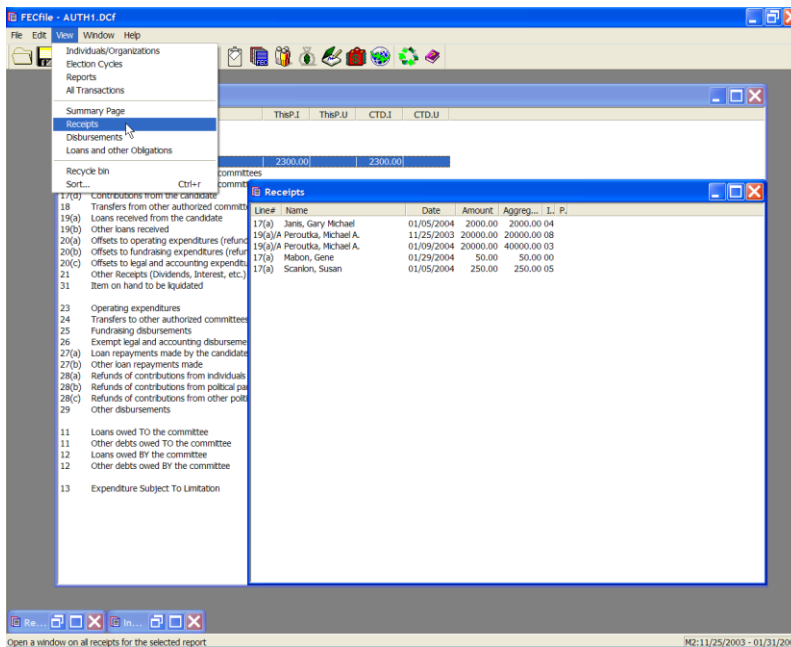 FECfile - AUTH1.DCf
File Edit View Window Help
Individuals/Organizations
Election Cycles
Reports
All Transactions
Summary Page
Receipts
Disbursements
Loans and other Obligations
Recycle bin
Sort... Ctrl+r
ThisP.I ThisP.U CTD.I CTD.U
2300.00 2300.00
committees
committ
17(d) Contributions from the candidate
18 Transfers from other authorized committ
19(a) Loans received from the candidate
19(b) Other loans received
20(a) Offsets to operating expenditures (refund
20(b) Offsets to fundraising expenditures (refur
20(c) Offsets to legal and accounting expenditu
21 Other Receipts (Dividends, Interest, etc.)
31 Item on hand to be liquidated
23 Operating expenditures
24 Transfers to other authorized committees
25 Fundraising disbursements
26 Exempt legal and accounting disburseme
27(a) Loan repayments made by the candidate
27(b) Other loan repayments made
28(a) Refunds of contributions from individuals
28(b) Refunds of contributions from political par
28(c) Refunds of contributions from other politi
29 Other disbursements
11 Loans owed TO the committee
11 Other debts owed TO the committee
12 Loans owed BY the committee
12 Other debts owed BY the committee
13 Expenditure Subject To Limitation
Receipts
Line# Name Date Amount Aggreg... I.. P.
17(a) Janis, Gary Michael 01/05/2004 2000.00 2000.00 04
19(a)/A Peroutka, Michael A. 11/25/2003 20000.00 20000.00 08
19(a)/A Peroutka, Michael A. 01/09/2004 20000.00 40000.00 03
17(a) Mabon, Gene 01/29/2004 50.00 50.00 00
17(a) Scanlon, Susan 01/05/2004 250.00 250.00 05
Re... In...
Open a window on all receipts for the selected report M2:11/25/2003 - 01/31/200